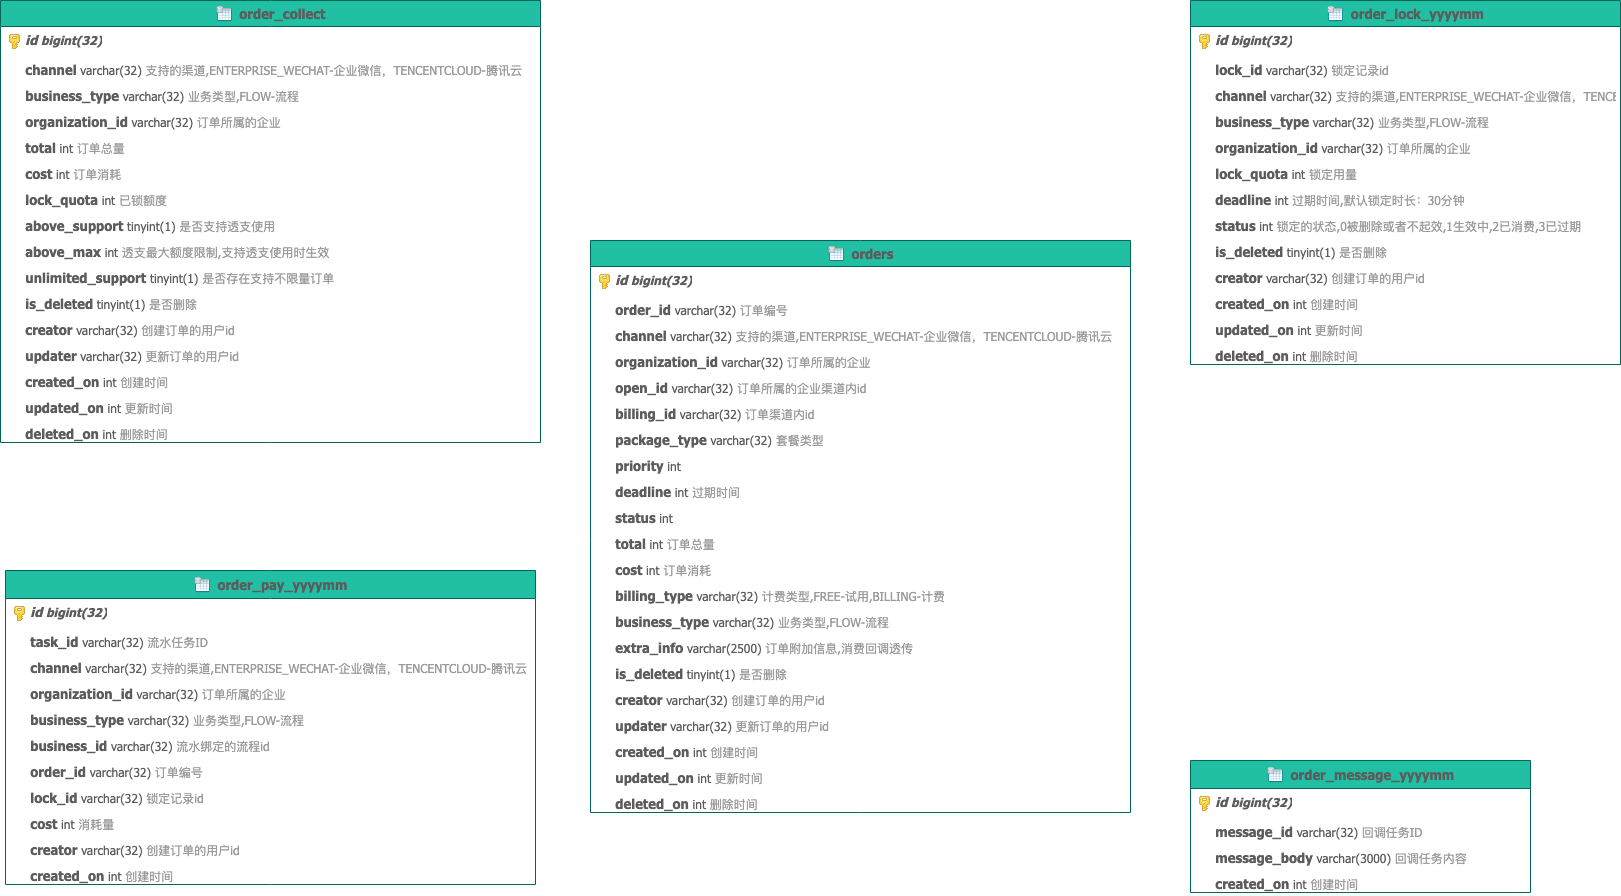 order_collect
id bigint(32)
channel varchar(32) 支持的渠道,ENTERPRISE_WECHAT-企业微信，TENCENTCLOUD-腾讯云
business_type varchar(32) 业务类型,FLOW-流程
organization_id varchar(32) 订单所属的企业
total int 订单总量
cost int 订单消耗
lock_quota int 已锁额度
above_support tinyint(1) 是否支持透支使用
above_max int 透支最大额度限制,支持透支使用时生效
unlimited_support tinyint(1) 是否存在支持不限量订单
is_deleted tinyint(1) 是否删除
creator varchar(32) 创建订单的用户id
updater varchar(32) 更新订单的用户id
created_on int 创建时间
updated_on int 更新时间
deleted_on int 删除时间
order_lock_yyyymm
id bigint(32)
lock_id varchar(32) 锁定记录id
channel varchar(32) 支持的渠道,ENTERPRISE_WECHAT-企业微信，TENCE
business_type varchar(32) 业务类型,FLOW-流程
organization_id varchar(32) 订单所属的企业
lock_quota int 锁定用量
deadline int 过期时间,默认锁定时长：30分钟
status int 锁定的状态,0被删除或者不起效,1生效中,2已消费,3已过期
is_deleted tinyint(1) 是否删除
creator varchar(32) 创建订单的用户id
created_on int 创建时间
updated_on int 更新时间
deleted_on int 删除时间
orders
id bigint(32)
order_id varchar(32) 订单编号
channel varchar(32) 支持的渠道,ENTERPRISE_WECHAT-企业微信，TENCENTCLOUD-腾讯云
organization_id varchar(32) 订单所属的企业
open_id varchar(32) 订单所属的企业渠道内id
billing_id varchar(32) 订单渠道内id
package_type varchar(32) 套餐类型
priority int
deadline int 过期时间
status int
total int 订单总量
cost int 订单消耗
billing_type varchar(32) 计费类型,FREE-试用,BILLING-计费
business_type varchar(32) 业务类型,FLOW-流程
extra_info varchar(2500) 订单附加信息,消费回调透传
is_deleted tinyint(1) 是否删除
creator varchar(32) 创建订单的用户id
updater varchar(32) 更新订单的用户id
created_on int 创建时间
updated_on int 更新时间
deleted_on int 删除时间
order_pay_yyyymm
id bigint(32)
task_id varchar(32) 流水任务ID
channel varchar(32) 支持的渠道,ENTERPRISE_WECHAT-企业微信，TENCENTCLOUD-腾讯云
organization_id varchar(32) 订单所属的企业
business_type varchar(32) 业务类型,FLOW-流程
business_id varchar(32) 流水绑定的流程id
order_id varchar(32) 订单编号
lock_id varchar(32) 锁定记录id
cost int 消耗量
creator varchar(32) 创建订单的用户id
created_on int 创建时间
order_message_yyyymm
id bigint(32)
message_id varchar(32) 回调任务ID
message_body varchar(3000) 回调任务内容
created_on int 创建时间